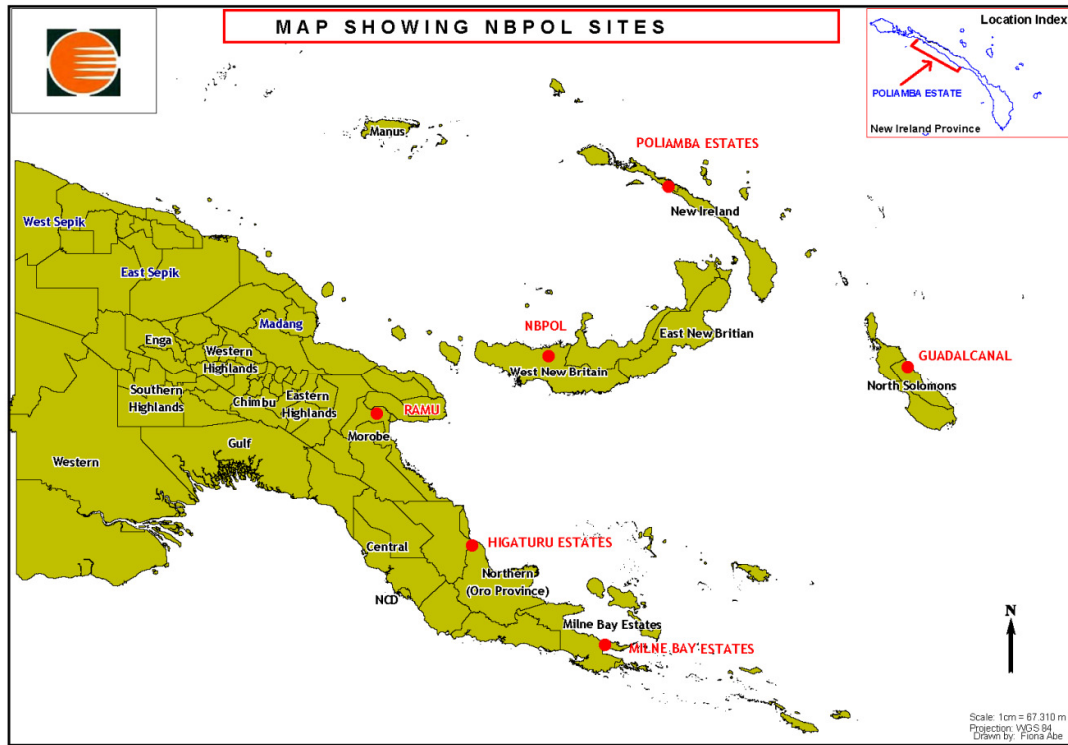 MAP SHOWING NBPOL SITES
Location Index
POLIAMBA ESTATE
New Ireland Province
Manus
POLIAMBA ESTATES
New Ireland
West Sepik
East Sepik
Madang
NBPOL
East New Britian
Enga
Western
Highlands
West New Britain
GUADALCANAL
North Solomons
Southern
Highlands
Chimbu
Eastern
Highlands
RAMU
Morobe
Gulf
Western
Central
HIGATURU ESTATES
Northern
(Oro Province)
NCD
Milne Bay Estates
MILNE BAY ESTATES
N
Scale: 1cm = 67.310 m
Projection: WGS 84
Drawn by: Fiona Abe